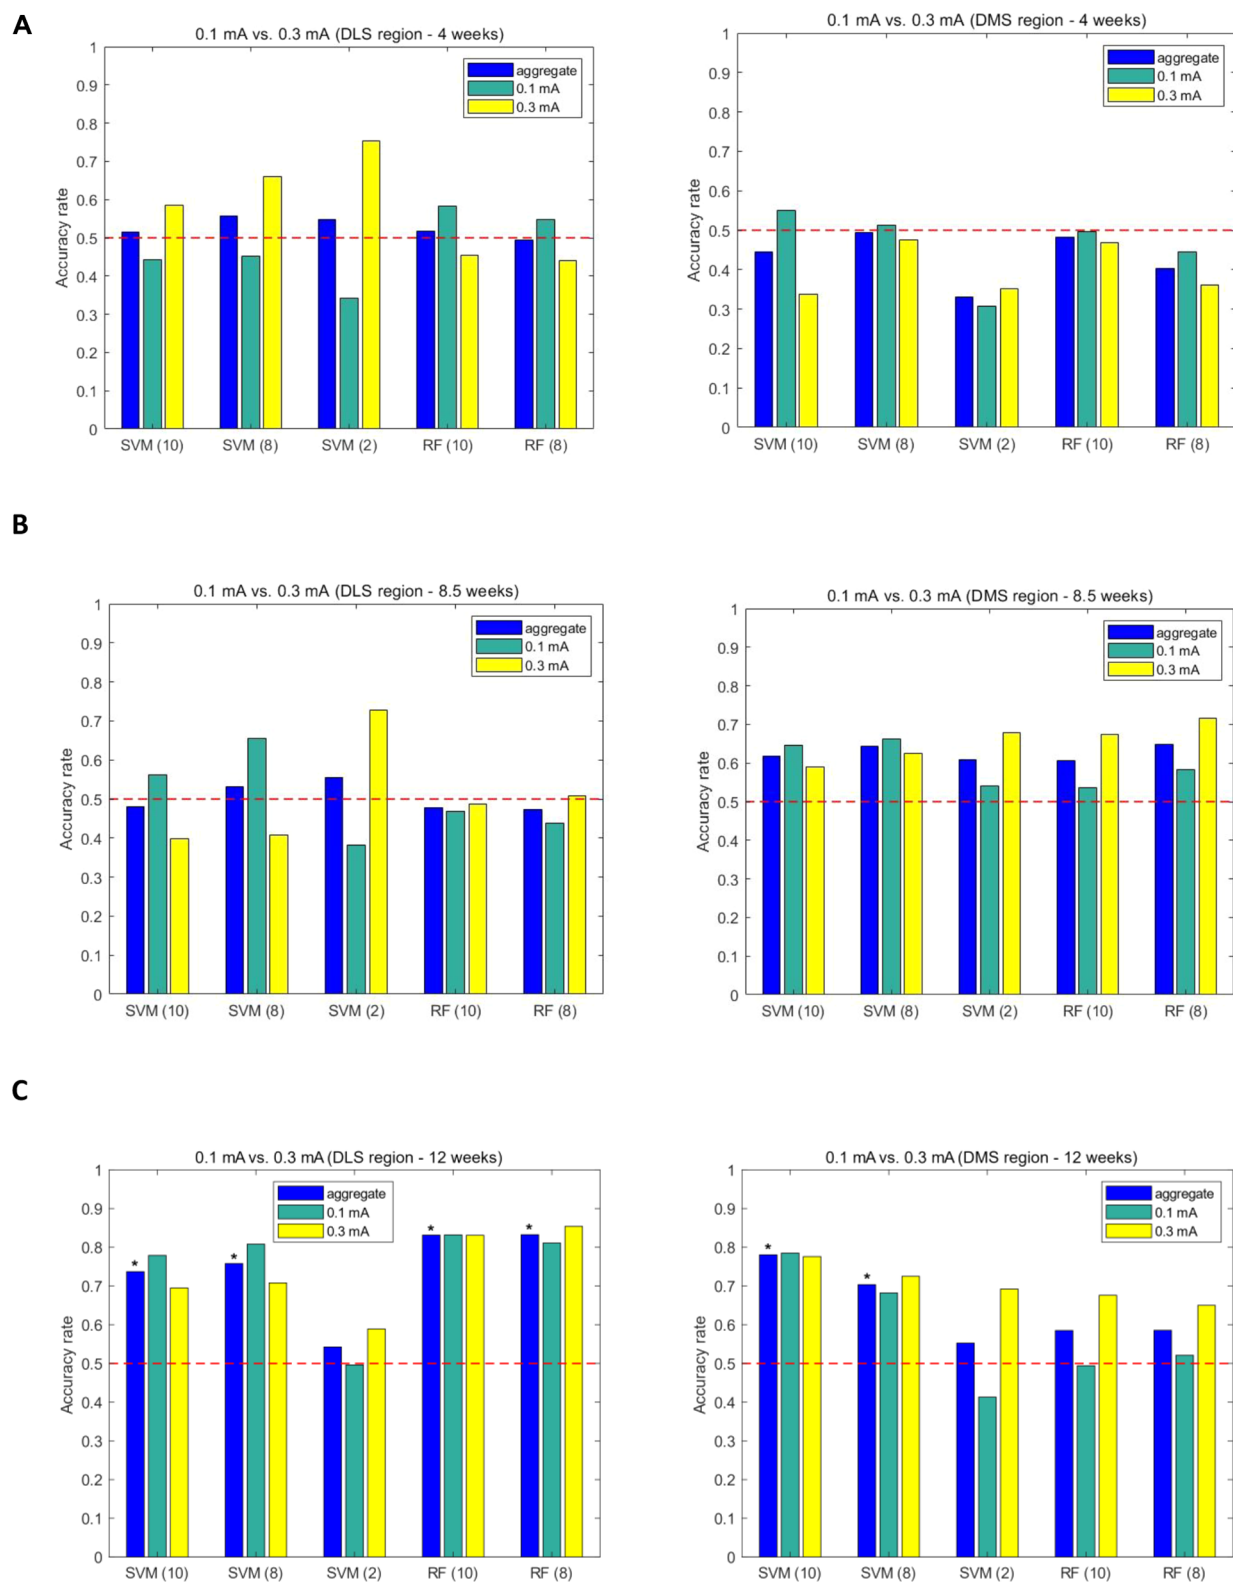 A
0.1 mA vs. 0.3 mA (DLS region - 4 weeks)
1
0.9
0.8
0.7
0.6
0.5
0.4
0.3
0.2
0.1
0
Accuracy rate
aggregate
0.1 mA
0.3 mA
SVM (10) SVM (8) SVM (2) RF (10) RF (8)
0.1 mA vs. 0.3 mA (DMS region - 4 weeks)
1
0.9
0.8
0.7
0.6
0.5
0.4
0.3
0.2
0.1
0
Accuracy rate
aggregate
0.1 mA
0.3 mA
SVM (10) SVM (8) SVM (2) RF (10) RF (8)
B
0.1 mA vs. 0.3 mA (DLS region - 8.5 weeks)
1
0.9
0.8
0.7
0.6
0.5
0.4
0.3
0.2
0.1
0
Accuracy rate
aggregate
0.1 mA
0.3 mA
SVM (10) SVM (8) SVM (2) RF (10) RF (8)
0.1 mA vs. 0.3 mA (DMS region - 8.5 weeks)
1
0.9
0.8
0.7
0.6
0.5
0.4
0.3
0.2
0.1
0
Accuracy rate
aggregate
0.1 mA
0.3 mA
SVM (10) SVM (8) SVM (2) RF (10) RF (8)
C
0.1 mA vs. 0.3 mA (DLS region - 12 weeks)
1
0.9
0.8
0.7
0.6
0.5
0.4
0.3
0.2
0.1
0
Accuracy rate
aggregate
0.1 mA
0.3 mA
* * * *
SVM (10) SVM (8) SVM (2) RF (10) RF (8)
0.1 mA vs. 0.3 mA (DMS region - 12 weeks)
1
0.9
0.8
0.7
0.6
0.5
0.4
0.3
0.2
0.1
0
Accuracy rate
aggregate
0.1 mA
0.3 mA
* *
SVM (10) SVM (8) SVM (2) RF (10) RF (8)